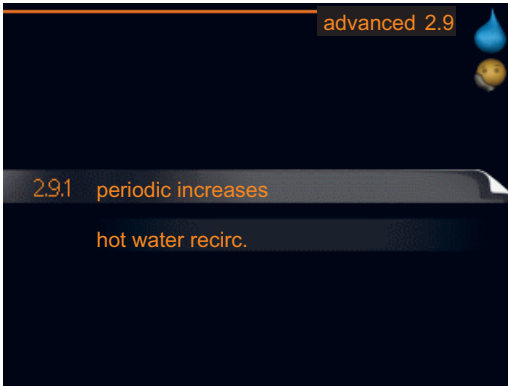 advanced 2.9
2.9.1 periodic increases
hot water recirc.